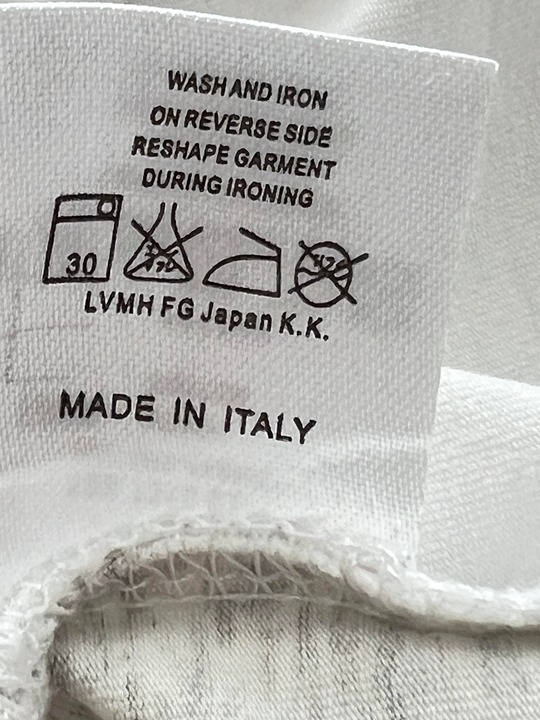 WASH AND IRON
ON REVERSE SIDE
RESHAPE GARMENT
DURING IRONING
30
LVMH FG Japan K.K.
MADE IN ITALY